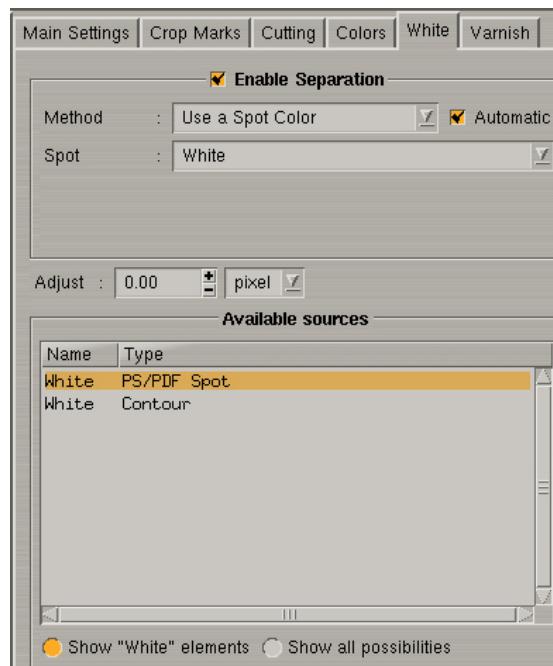 Main Settings Crop Marks Cutting Colors White Varnish
Enable Separation
Method : Use a Spot Color Automatic
Spot : White
Adjust : 0.00 pixel
Available sources
Name Type
White PS/PDF Spot
White Contour
Show "White" elements Show all possibilities